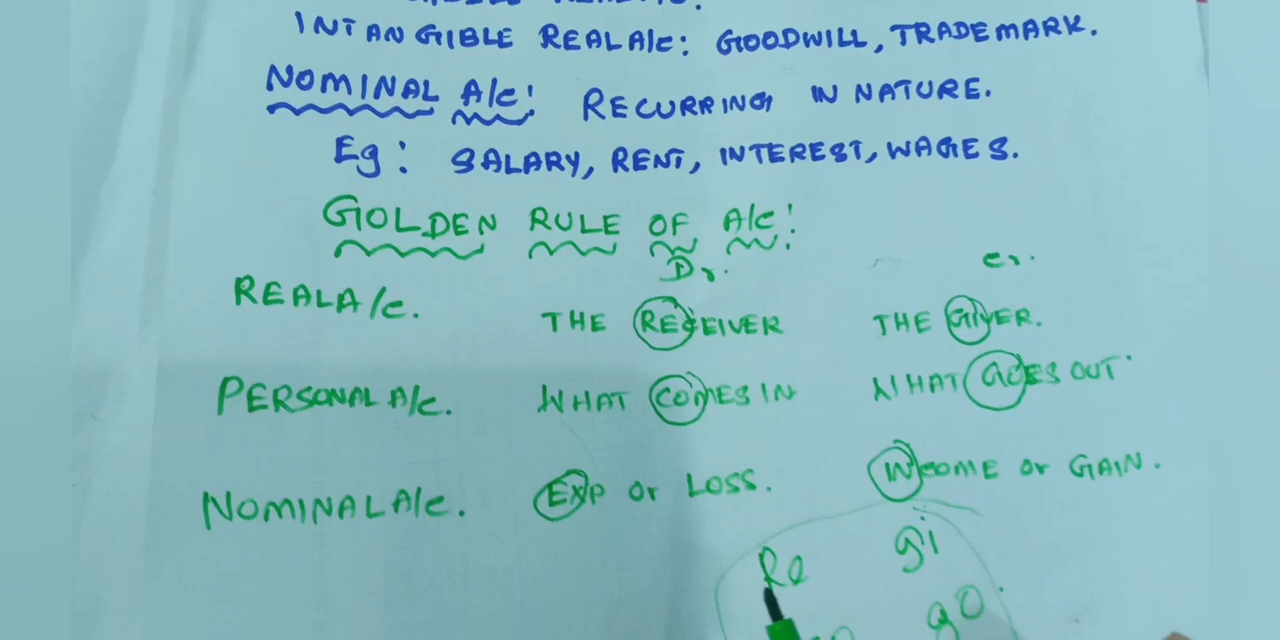 INTANGIBLE REAL A/c: GOODWILL, TRADEMARK.
NOMINAL A/c: RECURRING IN NATURE.
Eg: SALARY, RENT, INTEREST, WAGES.
GOLDEN RULE OF A/c:
Dr. Cr.
REAL A/c. THE RECEIVER THE GIVER.
PERSONAL A/c. WHAT COMES IN WHAT GOES OUT
NOMINAL A/c. EXP or LOSS. INCOME or GAIN.
Re gi
go